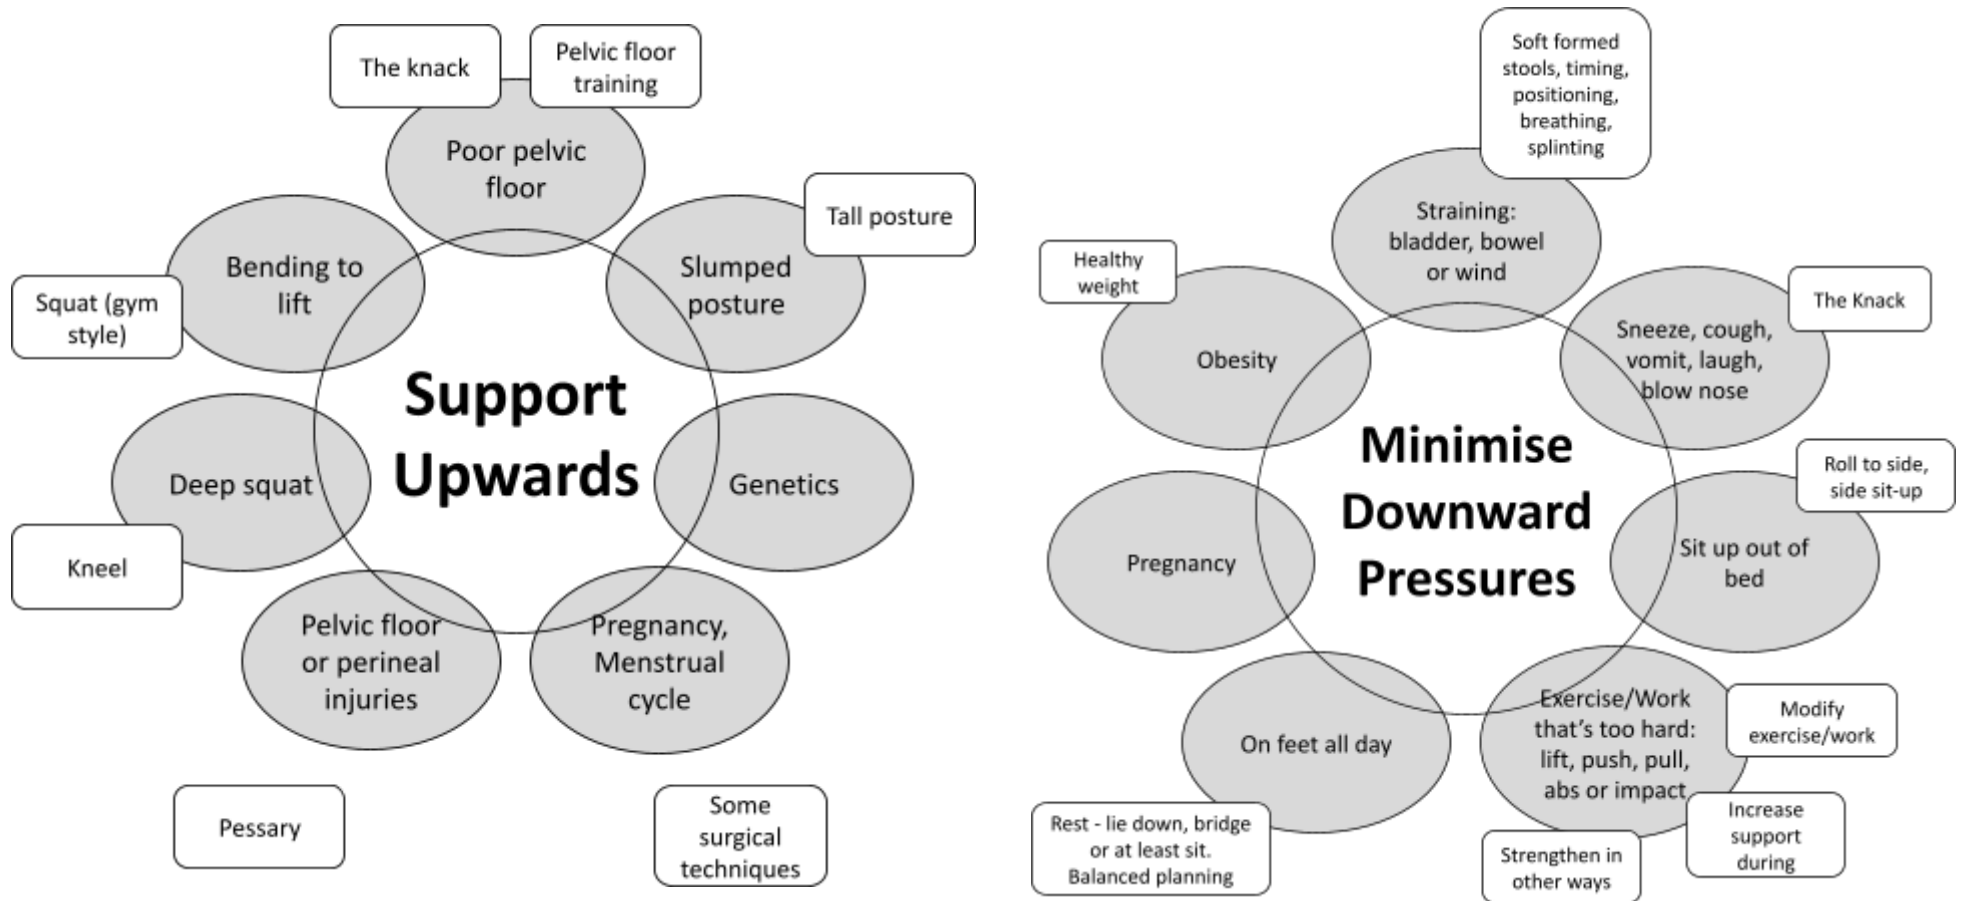 The knack
Pelvic floor
training
Poor pelvic
floor
Tall posture
Slumped
posture
Bending to
lift
Squat (gym
style)
Support
Upwards
Deep squat
Genetics
Kneel
Pelvic floor
or perineal
injuries
Pregnancy,
Menstrual
cycle
Pessary
Some
surgical
techniques
Soft formed
stools, timing,
positioning,
breathing,
splinting
Straining:
bladder, bowel
or wind
Healthy
weight
Obesity
The Knack
Sneeze, cough,
vomit, laugh,
blow nose
Minimise
Downward
Pressures
Roll to side,
side sit-up
Sit up out of
bed
Pregnancy
On feet all day
Exercise/Work
that's too hard:
lift, push, pull,
abs or impact
Modify
exercise/work
Rest - lie down, bridge
or at least sit.
Balanced planning
Strengthen in
other ways
Increase
support
during